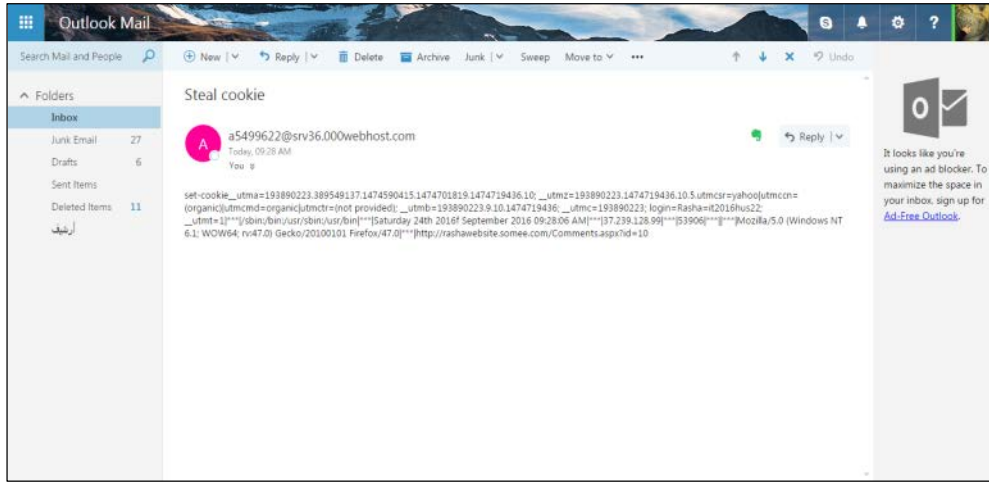 Outlook Mail
?
Search Mail and People
New
Reply
Delete
Archive
Junk
Sweep
Move to
Undo
Folders
Inbox
Junk Email 27
Drafts 6
Sent Items
Deleted Items 11
أرشيف
Steal cookie
A
a5499622@srv36.000webhost.com
Today, 09:28 AM
You
Reply
set-cookie__utma=193890223.389549137.1474590415.1474701819.1474719436.10; __utmz=193890223.1474719436.10.5.utmcsr=yahoo|utmccn=
(organic)|utmcmd=organic|utmctr=(not provided); __utmb=193890223.9.10.1474719436; __utmc=193890223; login=Rasha=it2016hus22;
__utmt=1|***|/sbin:/bin:/usr/sbin:/usr/bin|***|Saturday 24th 2016f September 2016 09:28:06 AM|***|37.239.128.99|***|53906|***||***|Mozilla/5.0 (Windows NT
6.1; WOW64; rv:47.0) Gecko/20100101 Firefox/47.0|***|http://rashawebsite.somee.com/Comments.aspx?id=10
It looks like you're
using an ad blocker. To
maximize the space in
your inbox, sign up for
Ad-Free Outlook.